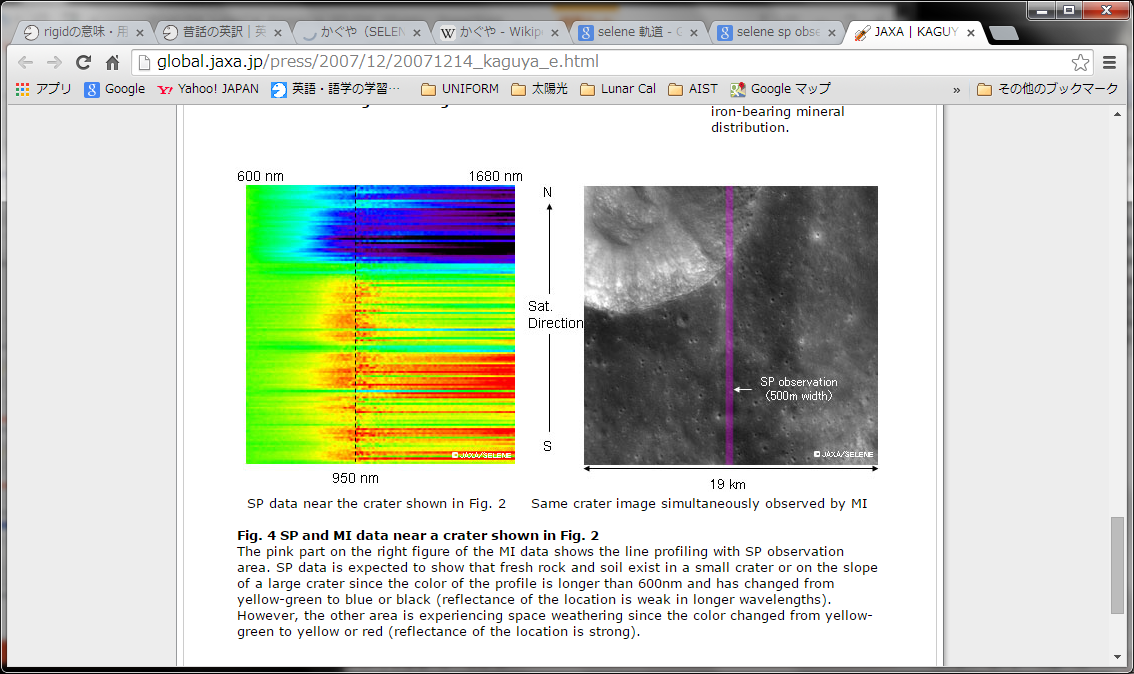 rigidの意味・用
昔話の英訳 | 英
かぐや（SELEN
かぐや - Wikip
selene 軌道 - G
selene sp obse
JAXA | KAGUY
global.jaxa.jp/press/2007/12/20071214_kaguya_e.html
アプリ
Google
Yahoo! JAPAN
英語・語学の学習…
UNIFORM
太陽光
Lunar Cal
AIST
Google マップ
»
その他のブックマーク
iron-bearing mineral
distribution.
600 nm
1680 nm
N
Sat.
Direction
S
950 nm
©JAXA/SELENE
SP observation
(500m width)
©JAXA/SELENE
19 km
SP data near the crater shown in Fig. 2
Same crater image simultaneously observed by MI
Fig. 4 SP and MI data near a crater shown in Fig. 2
The pink part on the right figure of the MI data shows the line profiling with SP observation
area. SP data is expected to show that fresh rock and soil exist in a small crater or on the slope
of a large crater since the color of the profile is longer than 600nm and has changed from
yellow-green to blue or black (reflectance of the location is weak in longer wavelengths).
However, the other area is experiencing space weathering since the color changed from yellow-
green to yellow or red (reflectance of the location is strong).